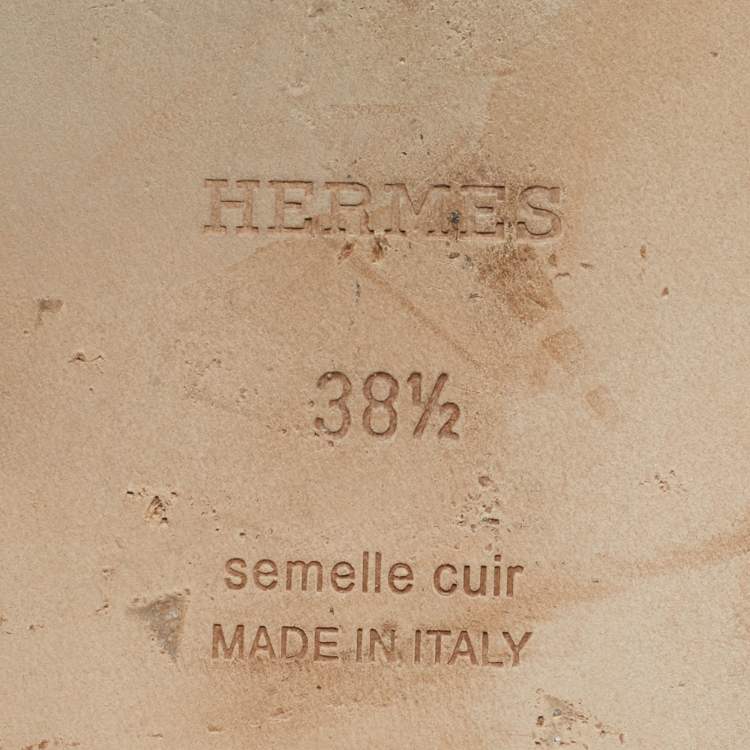 HERMES
38½
semelle cuir
MADE IN ITALY